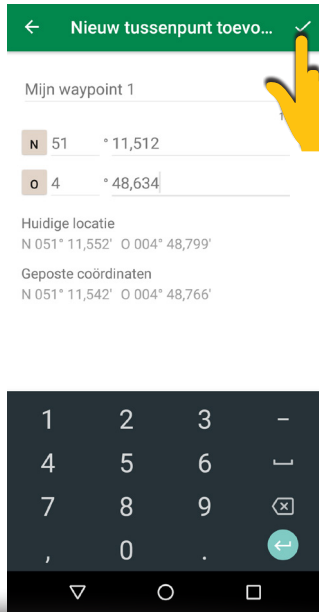 Nieuw tussenpunt toevo...
Mijn waypoint 1
N 51 ° 11,512
O 4 ° 48,634
Huidige locatie
N 051° 11,552' O 004° 48,799'
Geposte coördinaten
N 051° 11,542' O 004° 48,766'
1 2 3 –
4 5 6
7 8 9
, 0 .